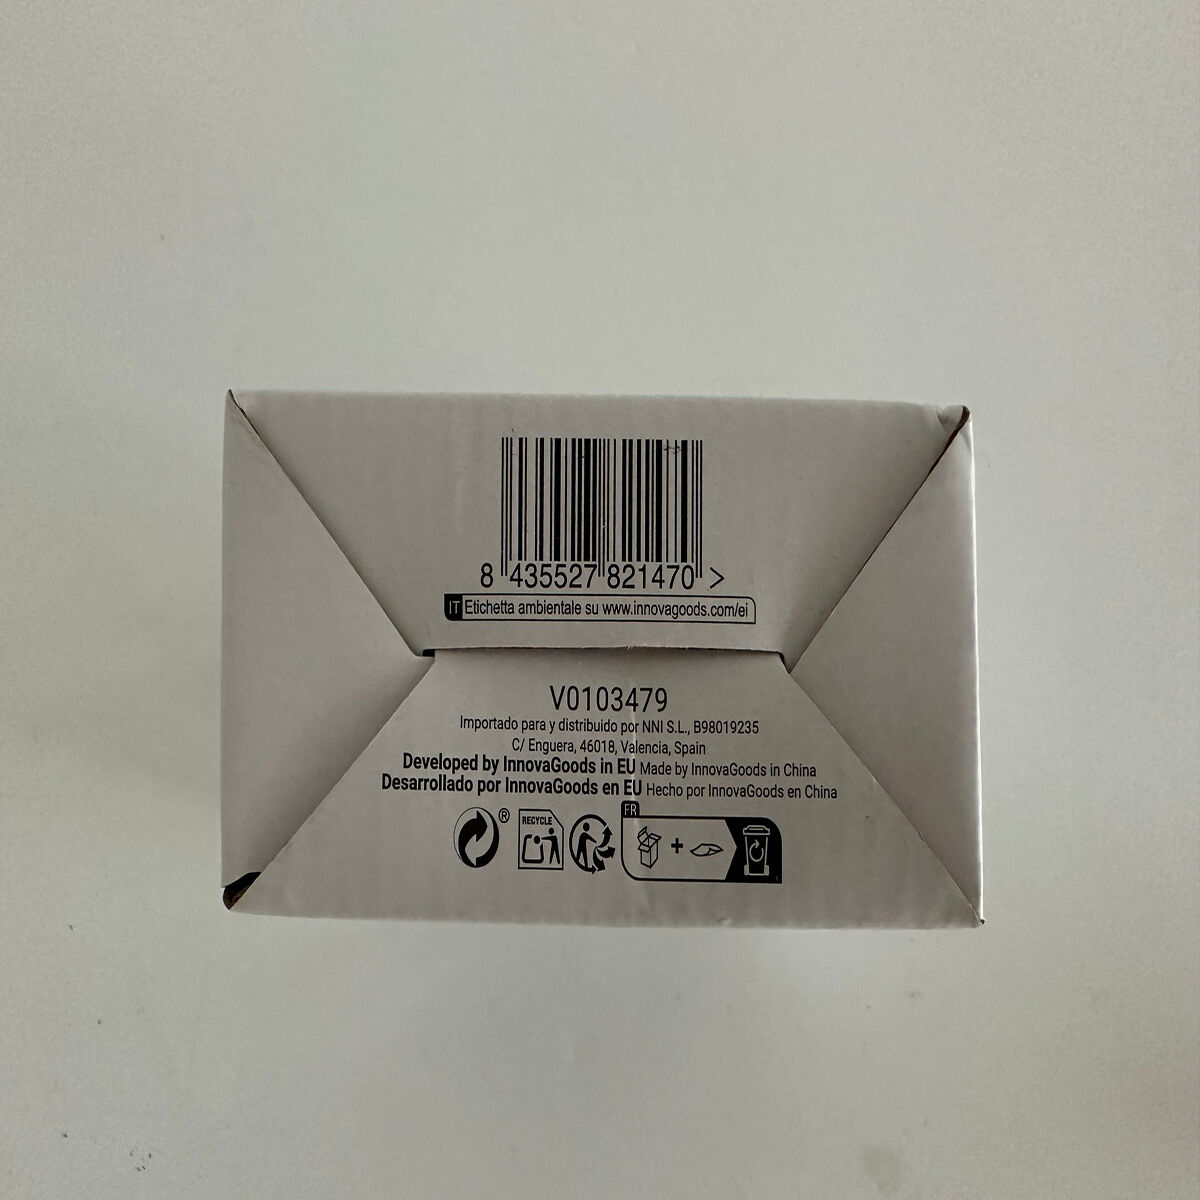 8 435527 821470 >
IT Etichetta ambientale su www.innovagoods.com/ei
V0103479
Importado para y distribuido por NNI S.L., B98019235
C/ Enguera, 46018, Valencia, Spain
Developed by InnovaGoods in EU Made by InnovaGoods in China
Desarrollado por InnovaGoods en EU Hecho por InnovaGoods en China
FR
® RECYCLE
+